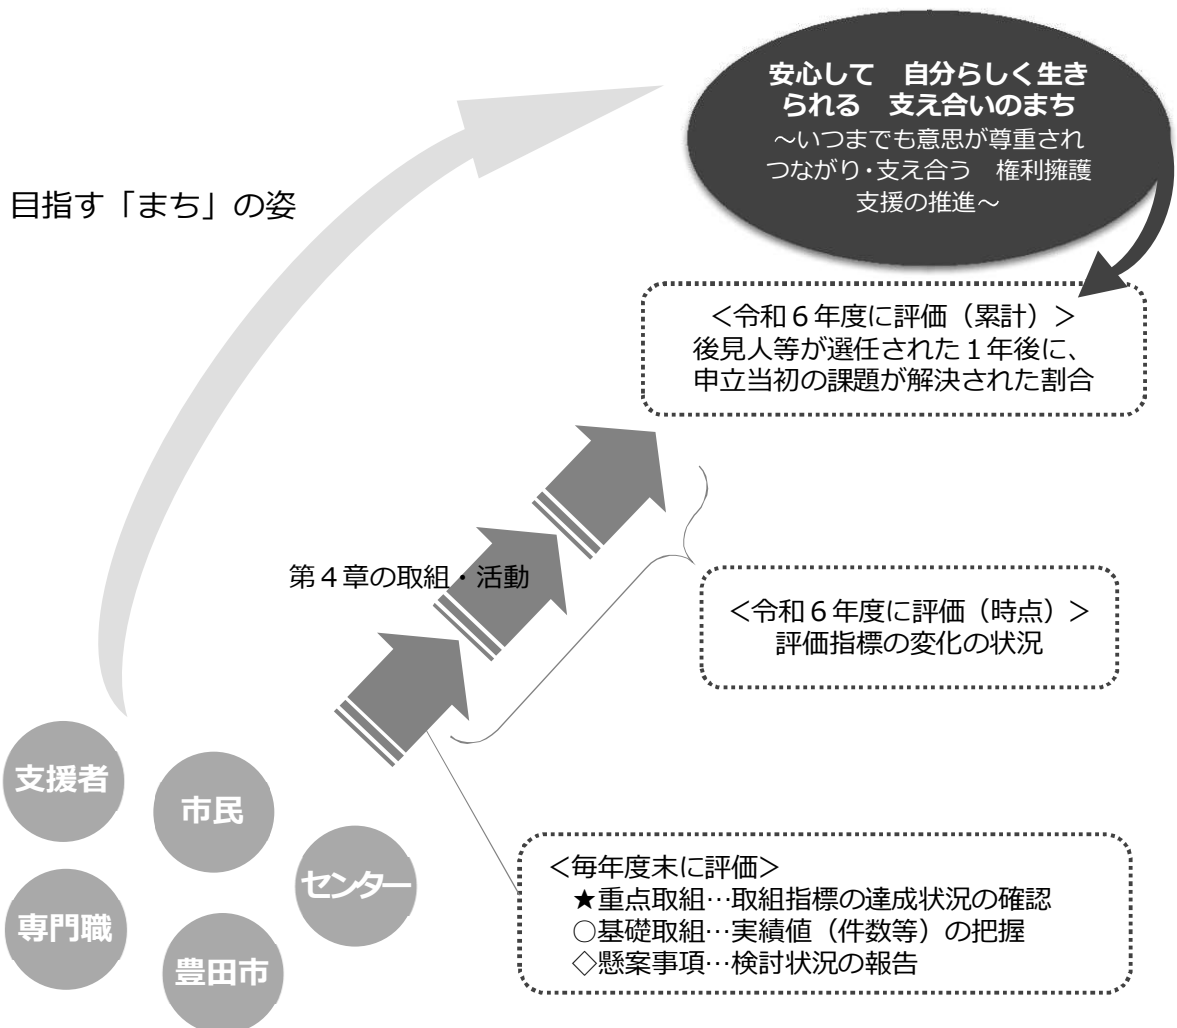 安心して　自分らしく生き
られる　支え合いのまち
～いつまでも意思が尊重され
つながり・支え合う　権利擁護
支援の推進～
目指す「まち」の姿
＜令和６年度に評価（累計）＞
後見人等が選任された１年後に、
申立当初の課題が解決された割合
第４章の取組・活動
＜令和６年度に評価（時点）＞
評価指標の変化の状況
支援者
市民
センター
専門職
豊田市
＜毎年度末に評価＞
★重点取組…取組指標の達成状況の確認
○基礎取組…実績値（件数等）の把握
◇懸案事項…検討状況の報告